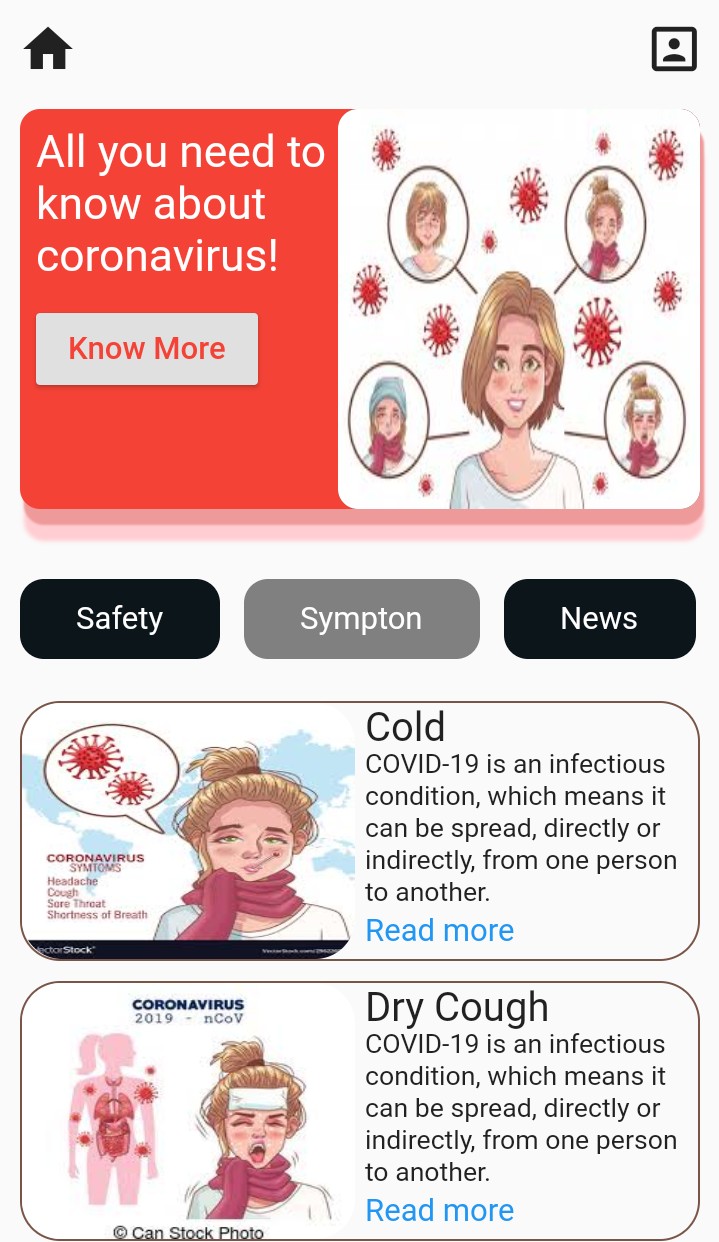 All you need to
know about
coronavirus!
Know More
Safety
Sympton
News
CORONAVIRUS
SYMTOMS
Headache
Cough
Sore Throat
Shortness of Breath
VectorStock
Cold
COVID-19 is an infectious
condition, which means it
can be spread, directly or
indirectly, from one person
to another.
Read more
CORONAVIRUS
2019 - nCoV
© Can Stock Photo
Dry Cough
COVID-19 is an infectious
condition, which means it
can be spread, directly or
indirectly, from one person
to another.
Read more